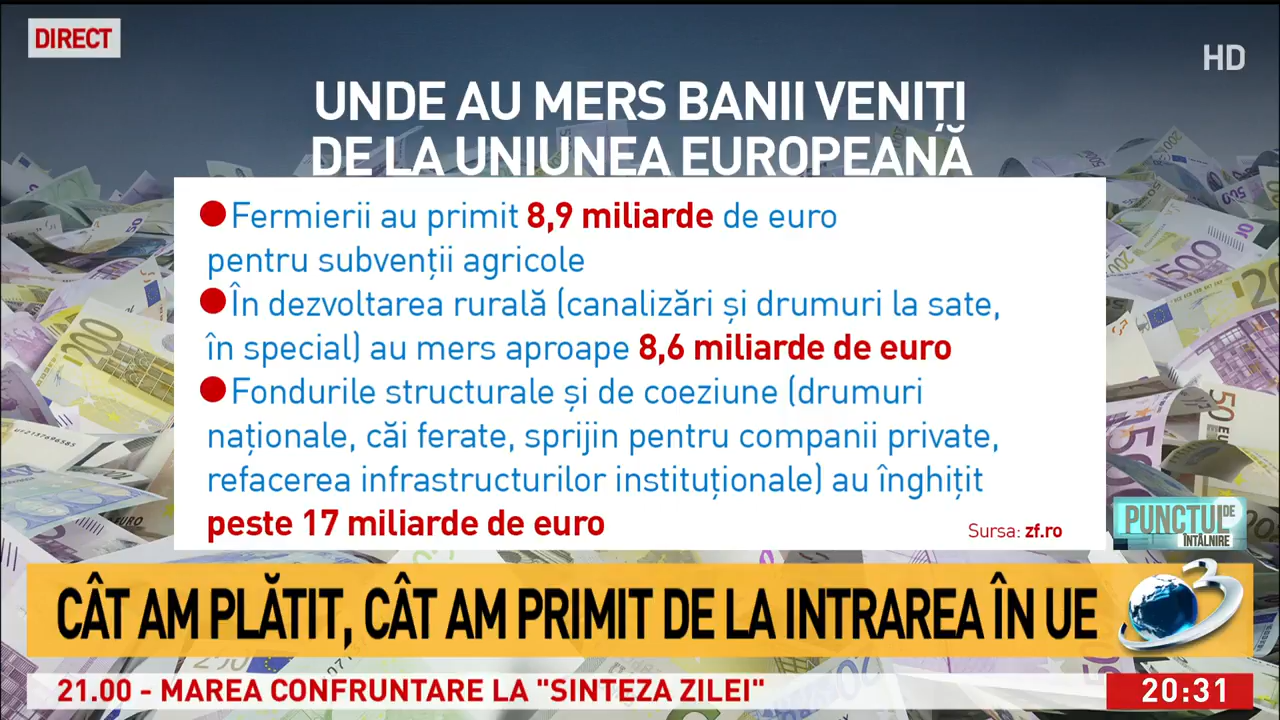 DIRECT
HD
UNDE AU MERS BANII VENIȚI
DE LA UNIUNEA EUROPEANĂ
Fermierii au primit 8,9 miliarde de euro
pentru subvenții agricole
În dezvoltarea rurală (canalizări și drumuri la sate,
în special) au mers aproape 8,6 miliarde de euro
Fondurile structurale și de coeziune (drumuri
naționale, căi ferate, sprijin pentru companii private,
refacerea infrastructurilor instituționale) au înghițit
peste 17 miliarde de euro
Sursa: zf.ro
PUNCTUL DE
ÎNTÂLNIRE
CÂT AM PLĂTIT, CÂT AM PRIMIT DE LA INTRAREA ÎN UE
3
21.00 - MAREA CONFRUNTARE LA "SINTEZA ZILEI"
20:31